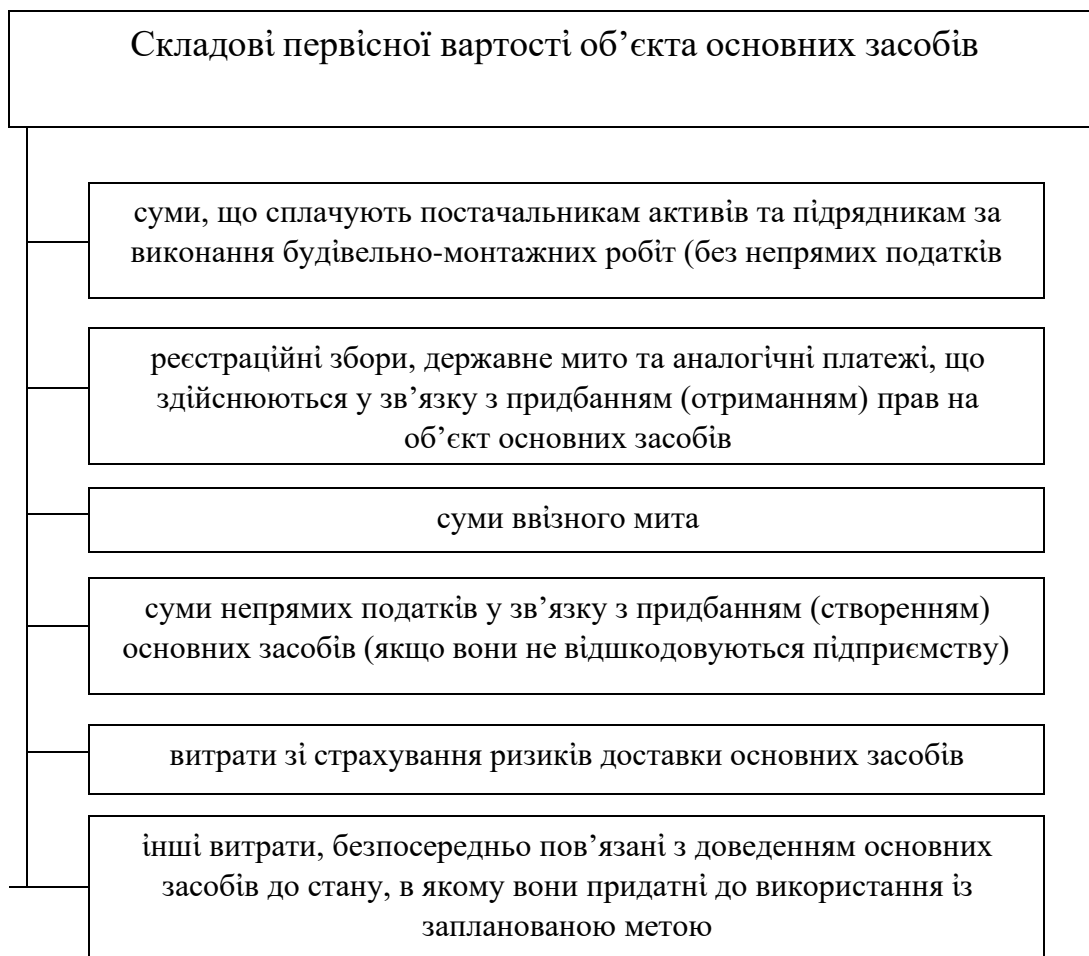 Складові первісної вартості об’єкта основних засобів
суми, що сплачують постачальникам активів та підрядникам за
виконання будівельно-монтажних робіт (без непрямих податків
реєстраційні збори, державне мито та аналогічні платежі, що
здійснюються у зв’язку з придбанням (отриманням) прав на
об’єкт основних засобів
суми ввізного мита
суми непрямих податків у зв’язку з придбанням (створенням)
основних засобів (якщо вони не відшкодовуються підприємству)
витрати зі страхування ризиків доставки основних засобів
інші витрати, безпосередньо пов’язані з доведенням основних
засобів до стану, в якому вони придатні до використання із
запланованою метою